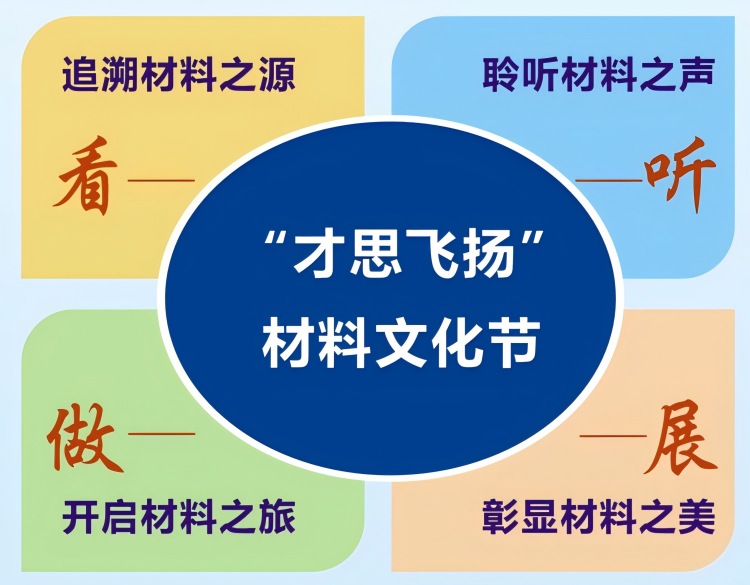 追溯材料之源
看
聆听材料之声
听
“才思飞扬”
材料文化节
做
开启材料之旅
展
彰显材料之美